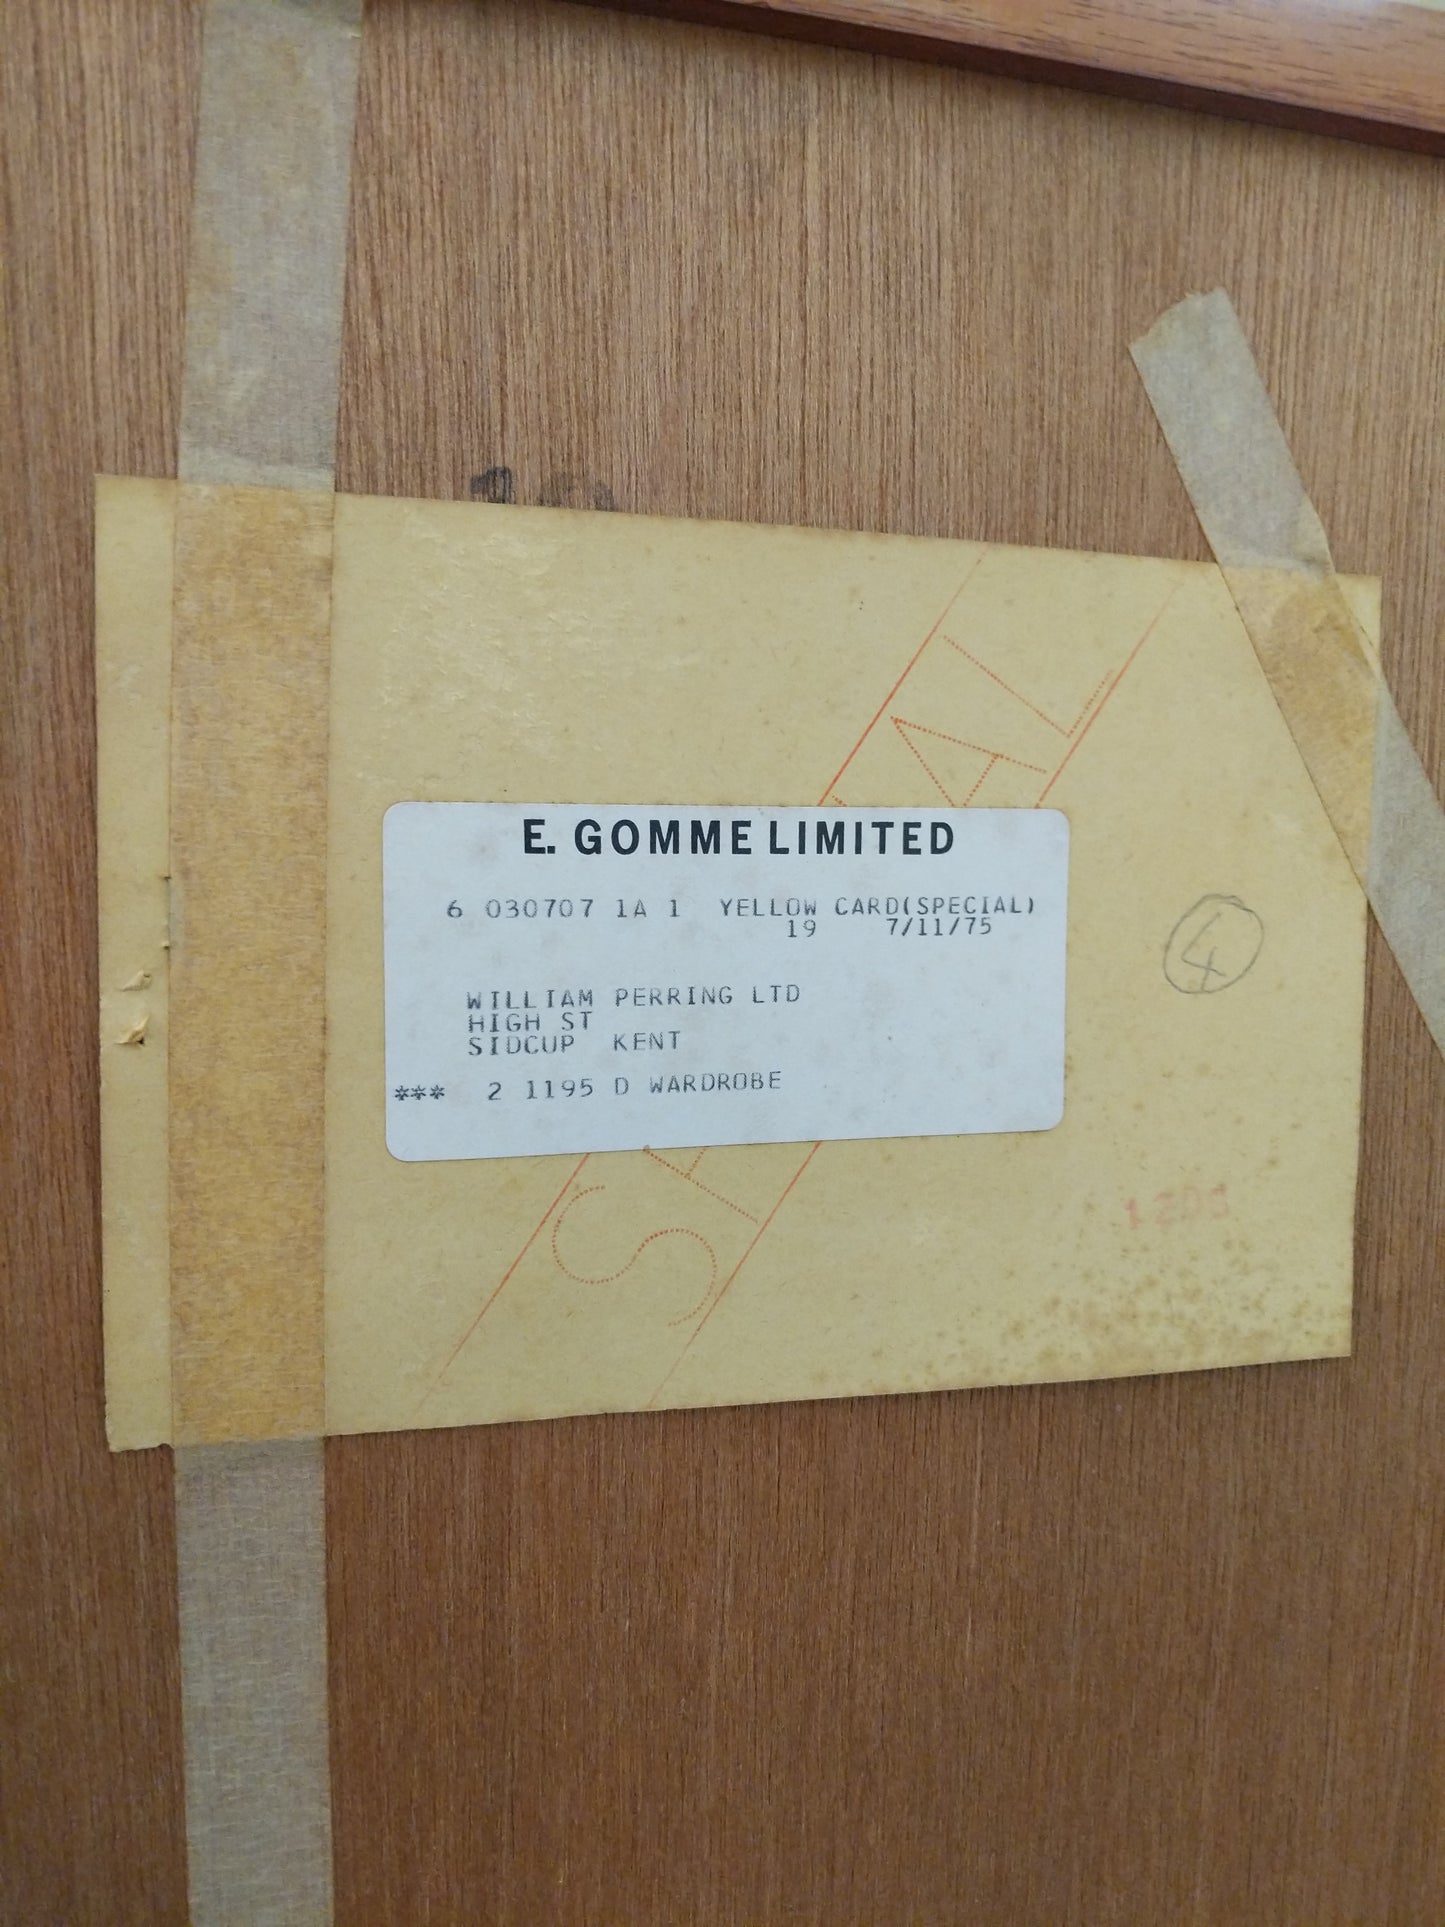 E. GOMME LIMITED
6 030707 1A 1 YELLOW CARD(SPECIAL)
19 7/11/75
WILLIAM PERRING LTD
HIGH ST
SIDCUP KENT
*** 2 1195 D WARDROBE
4